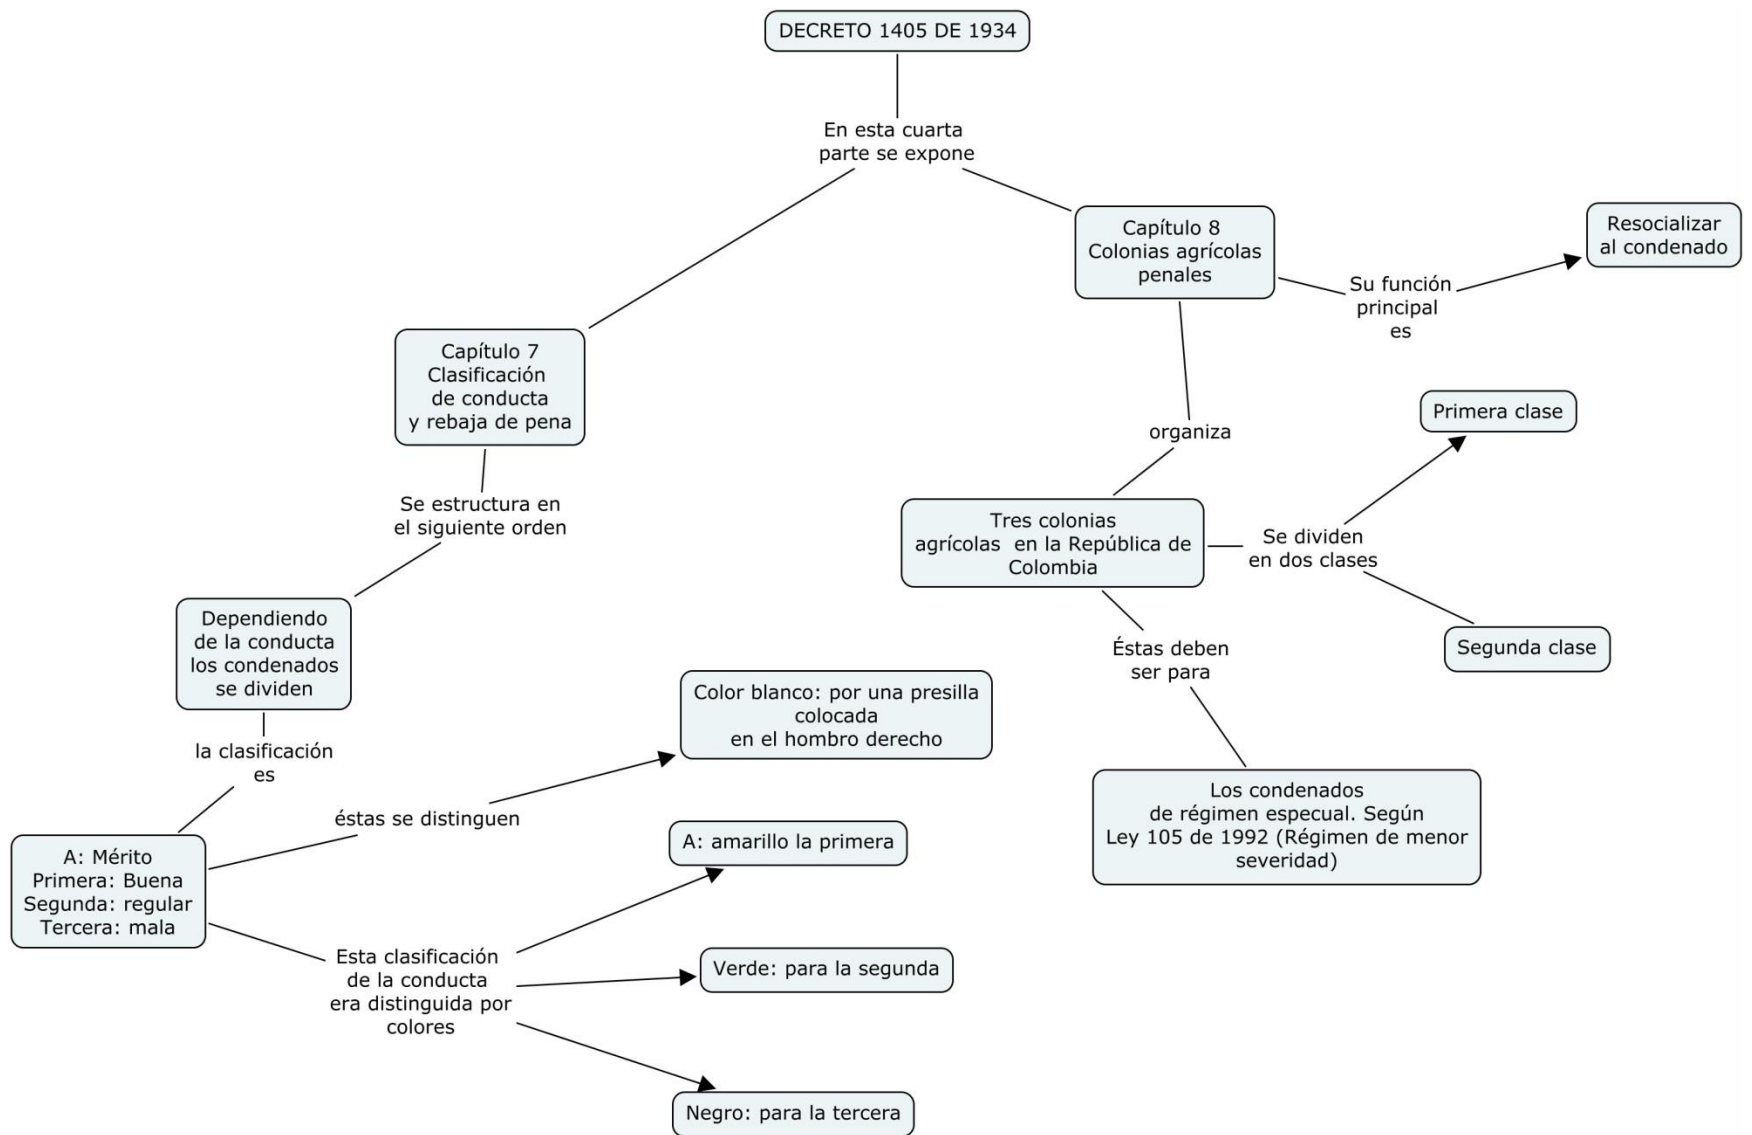 DECRETO 1405 DE 1934
En esta cuarta
parte se expone
Capítulo 8
Colonias agrícolas
penales
Su función
principal
es
Resocializar
al condenado
Capítulo 7
Clasificación
de conducta
y rebaja de pena
organiza
Primera clase
Se estructura en
el siguiente orden
Tres colonias
agrícolas en la República de
Colombia
Se dividen
en dos clases
Segunda clase
Dependiendo
de la conducta
los condenados
se dividen
Éstas deben
ser para
Color blanco: por una presilla
colocada
en el hombro derecho
la clasificación
es
Los condenados
de régimen especual. Según
Ley 105 de 1992 (Régimen de menor
severidad)
éstas se distinguen
A: Mérito
Primera: Buena
Segunda: regular
Tercera: mala
A: amarillo la primera
Esta clasificación
de la conducta
era distinguida por
colores
Verde: para la segunda
Negro: para la tercera